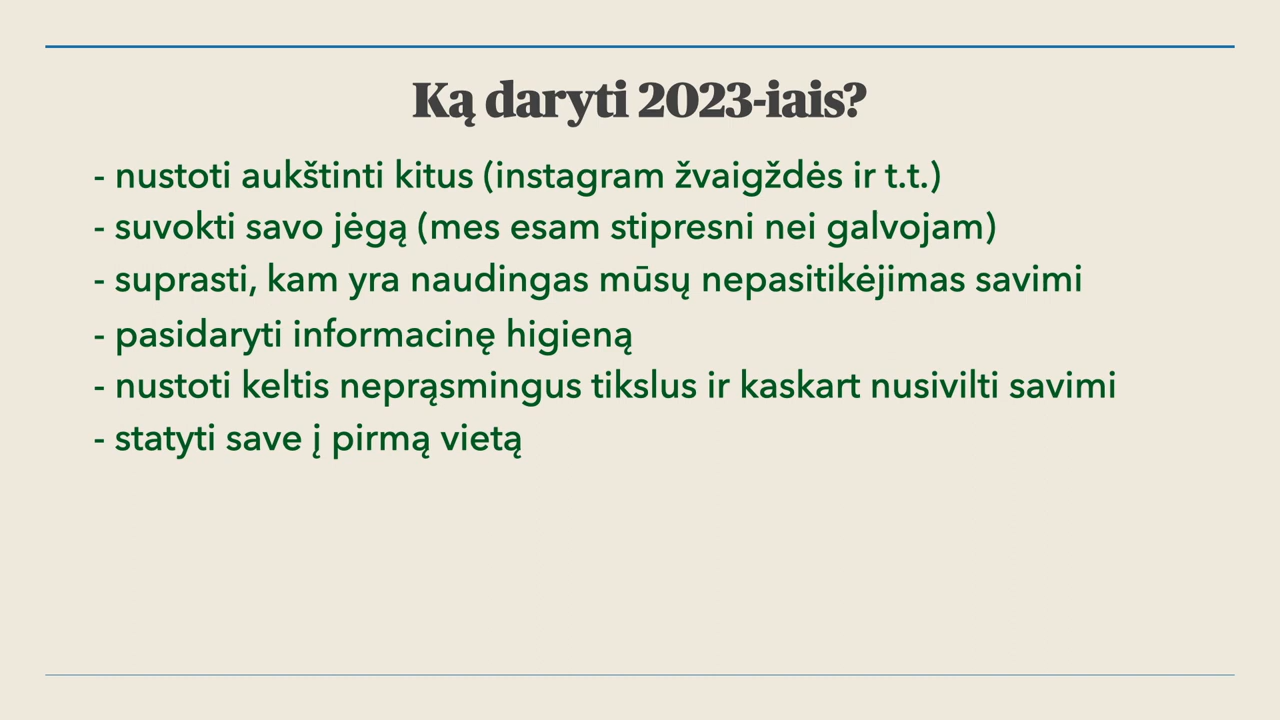 Ką daryti 2023-iais?
- nustoti aukštinti kitus (instagram žvaigždės ir t.t.)
- suvokti savo jėgą (mes esam stipresni nei galvojam)
- suprasti, kam yra naudingas mūsų nepasitikėjimas savimi
- pasidaryti informacinę higieną
- nustoti keltis neprąsmingus tikslus ir kaskart nusivilti savimi
- statyti save į pirmą vietą